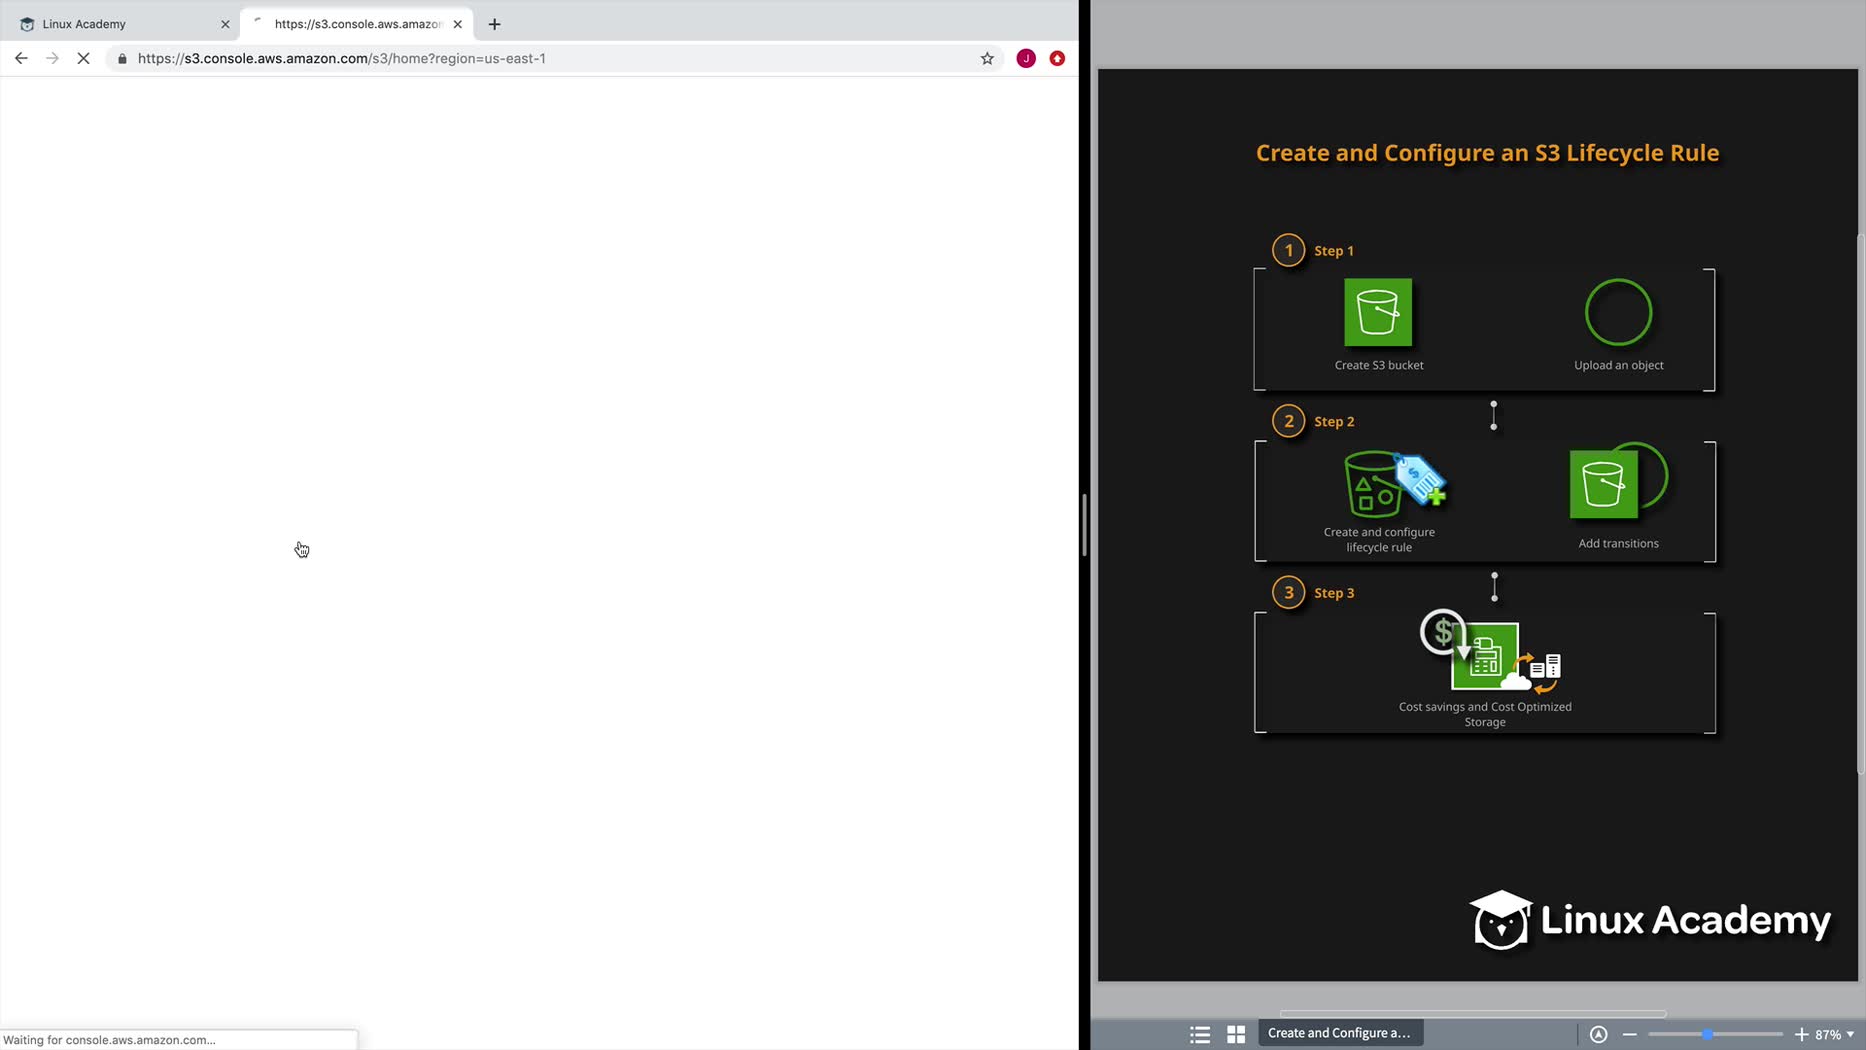 Linux Academy
https://s3.console.aws.amazon
https://s3.console.aws.amazon.com/s3/home?region=us-east-1
J
Waiting for console.aws.amazon.com...
Create and Configure an S3 Lifecycle Rule
1 Step 1
Create S3 bucket
Upload an object
2 Step 2
Create and configure
lifecycle rule
Add transitions
3 Step 3
$
Cost savings and Cost Optimized
Storage
Linux Academy
Create and Configure a...
87%